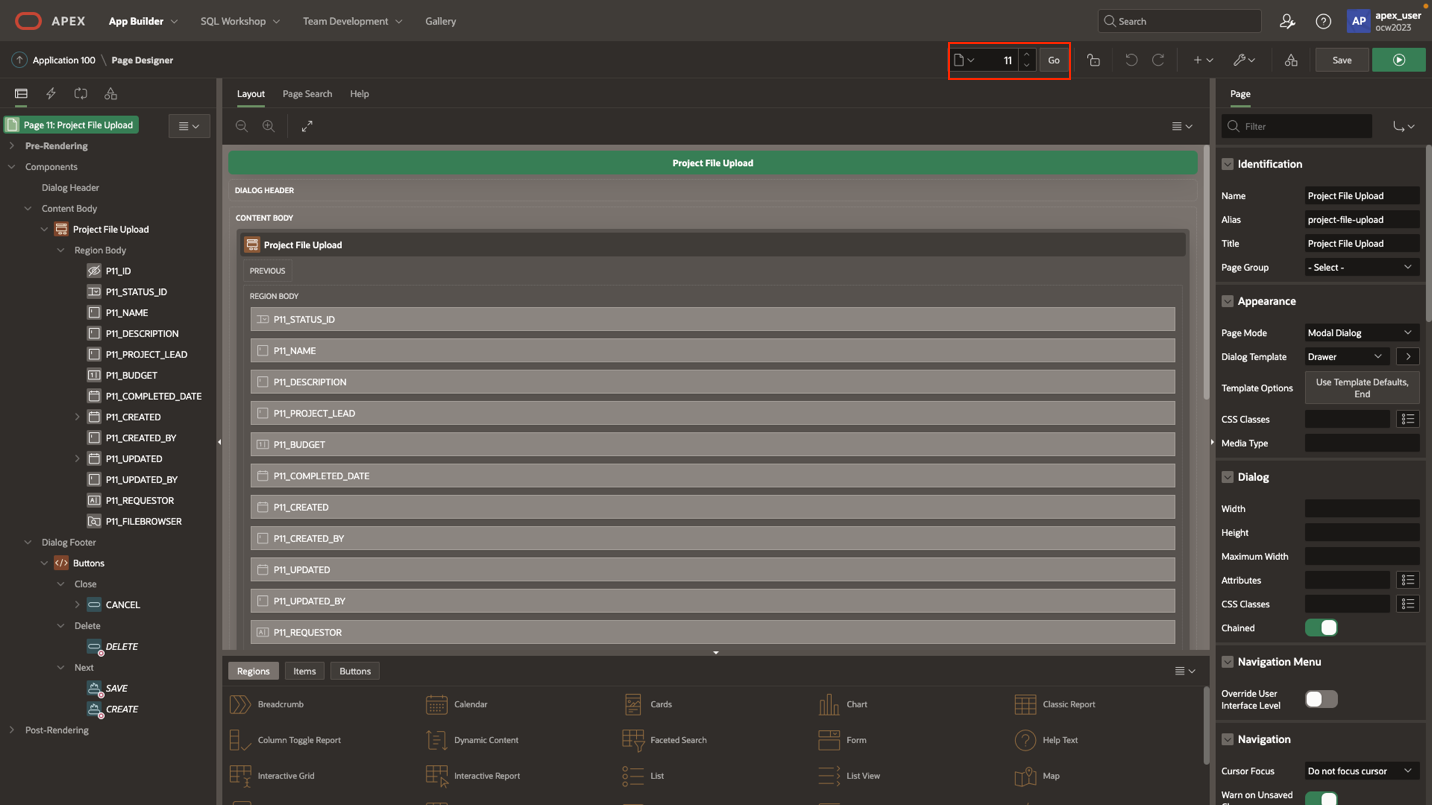 APEX
App Builder
SQL Workshop
Team Development
Gallery
Search
AP
apex_user
ocw2023
Application 100 \ Page Designer
11
Go
Save
Page 11: Project File Upload
Pre-Rendering
Components
Dialog Header
Content Body
Project File Upload
Region Body
P11_ID
P11_STATUS_ID
P11_NAME
P11_DESCRIPTION
P11_PROJECT_LEAD
P11_BUDGET
P11_COMPLETED_DATE
P11_CREATED
P11_CREATED_BY
P11_UPDATED
P11_UPDATED_BY
P11_REQUESTOR
P11_FILEBROWSER
Dialog Footer
Buttons
Close
CANCEL
Delete
DELETE
Next
SAVE
CREATE
Post-Rendering
Layout
Page Search
Help
Project File Upload
DIALOG HEADER
CONTENT BODY
Project File Upload
PREVIOUS
REGION BODY
P11_STATUS_ID
P11_NAME
P11_DESCRIPTION
P11_PROJECT_LEAD
P11_BUDGET
P11_COMPLETED_DATE
P11_CREATED
P11_CREATED_BY
P11_UPDATED
P11_UPDATED_BY
P11_REQUESTOR
Regions
Items
Buttons
Breadcrumb
Calendar
Cards
Chart
Classic Report
Column Toggle Report
Dynamic Content
Faceted Search
Form
Help Text
Interactive Grid
Interactive Report
List
List View
Map
Page
Filter
Identification
Name
Project File Upload
Alias
project-file-upload
Title
Project File Upload
Page Group
- Select -
Appearance
Page Mode
Modal Dialog
Dialog Template
Drawer
Template Options
Use Template Defaults,
End
CSS Classes
Media Type
Dialog
Width
Height
Maximum Width
Attributes
CSS Classes
Chained
Navigation Menu
Override User
Interface Level
Navigation
Cursor Focus
Do not focus cursor
Warn on Unsaved